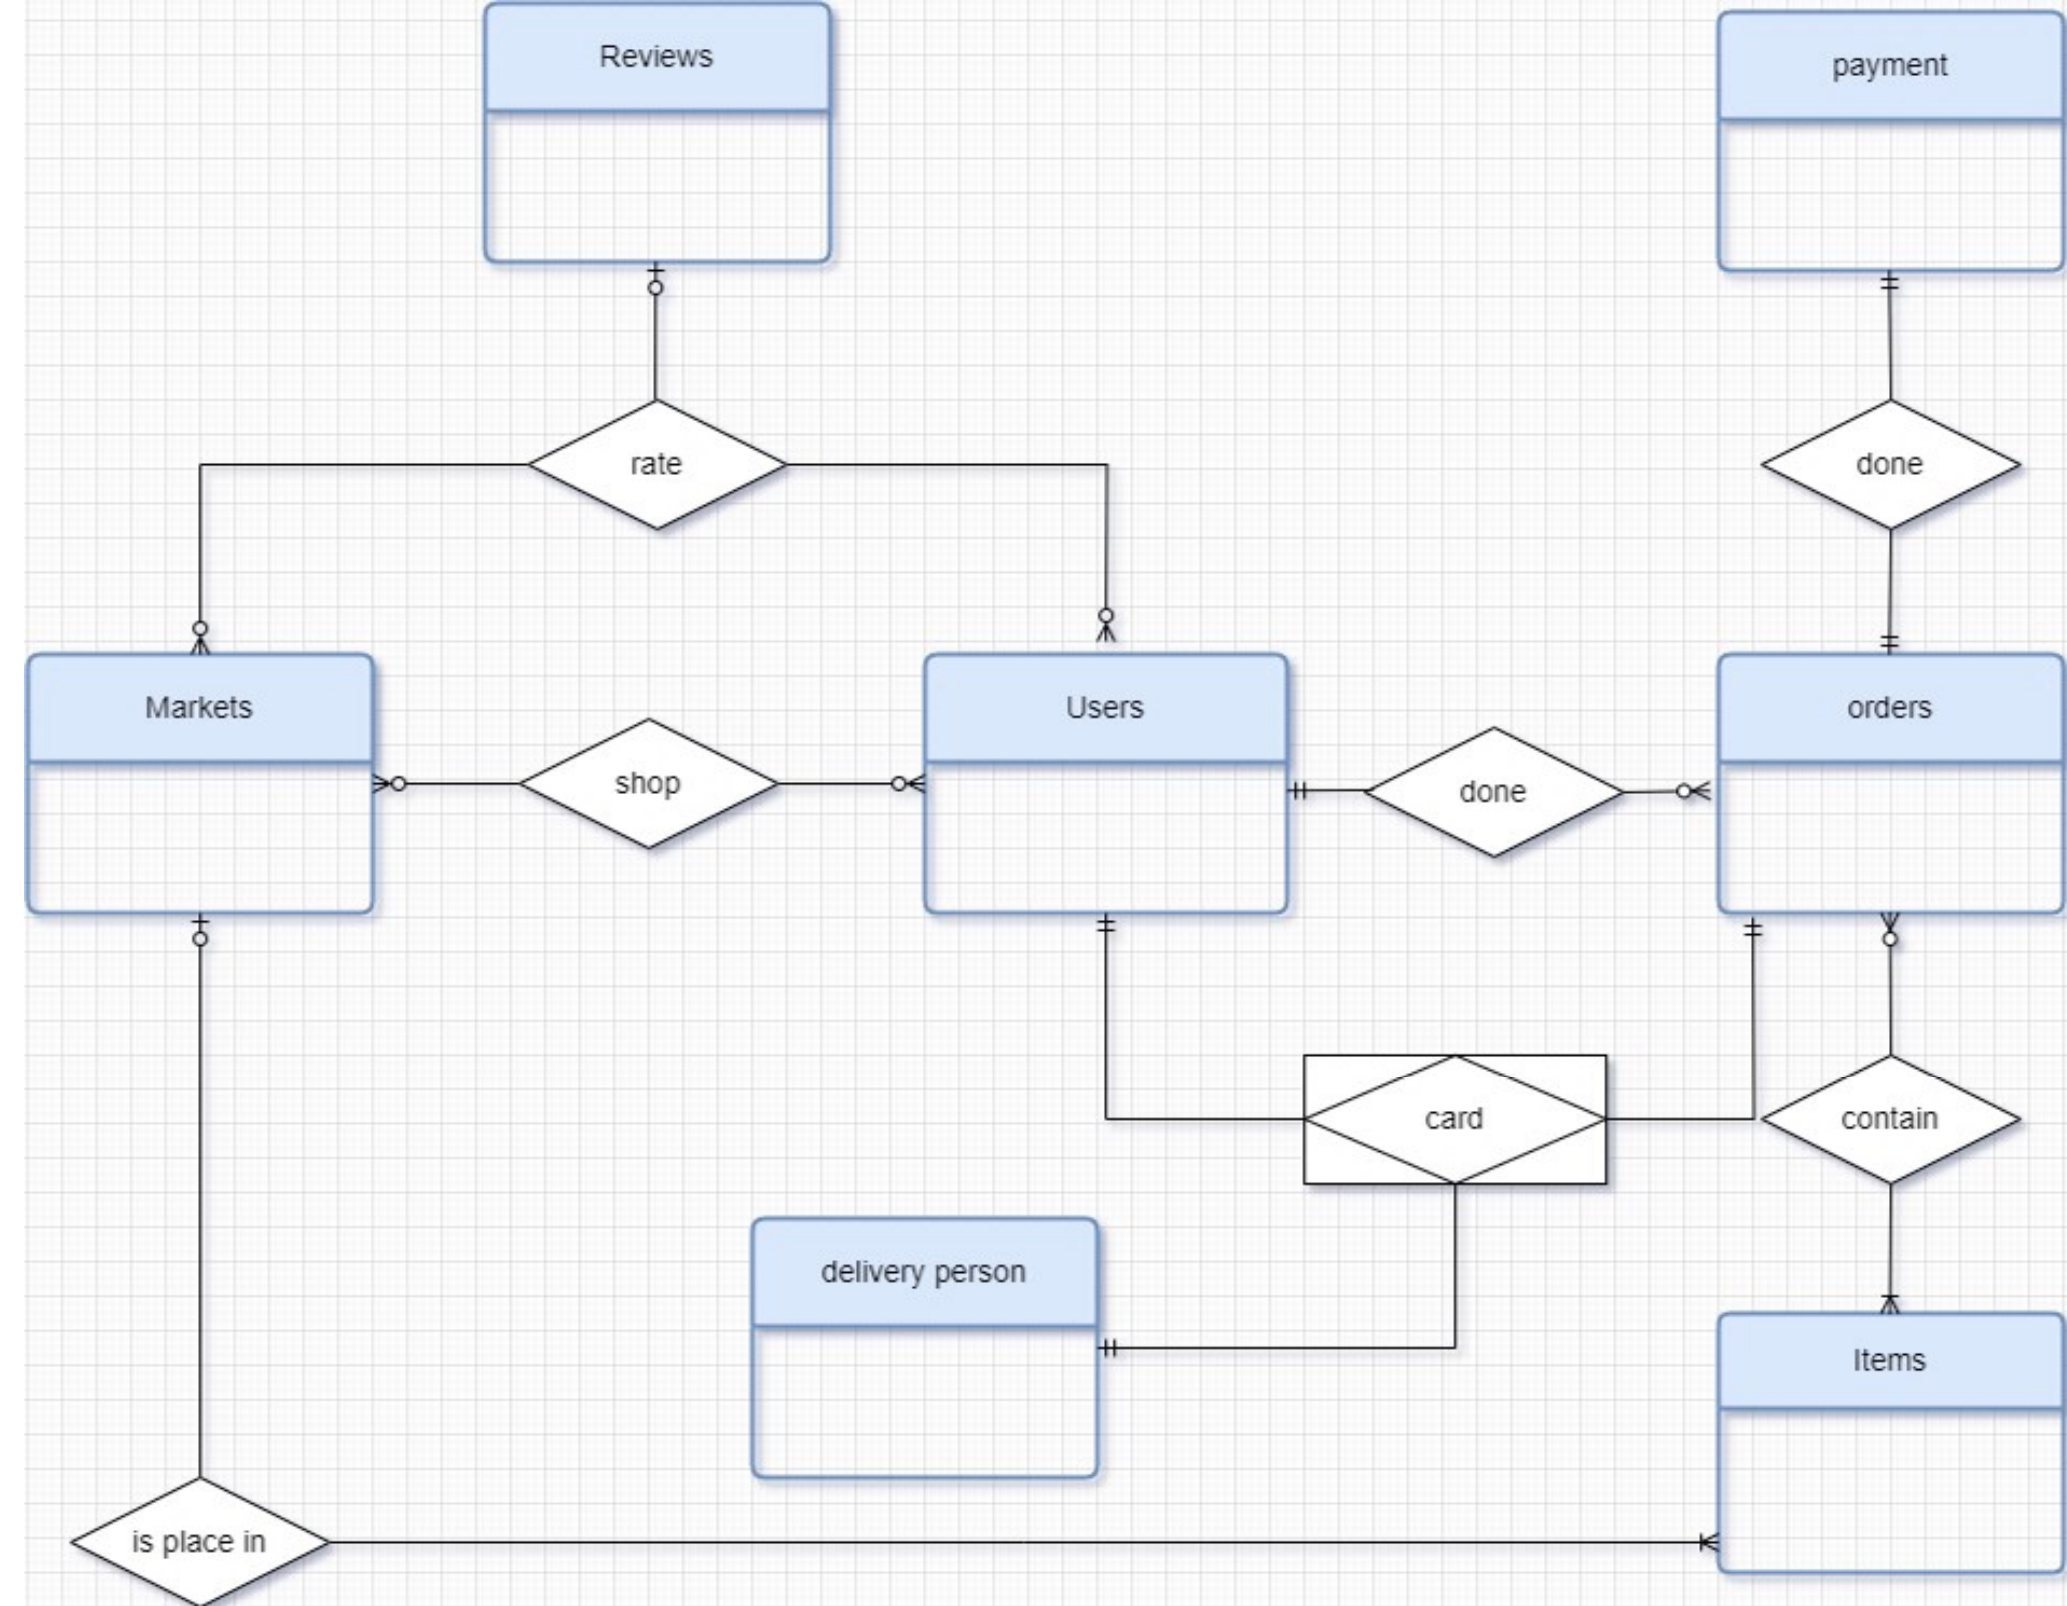 Reviews
payment
rate
done
Markets
Users
orders
shop
done
card
contain
delivery person
Items
is place in